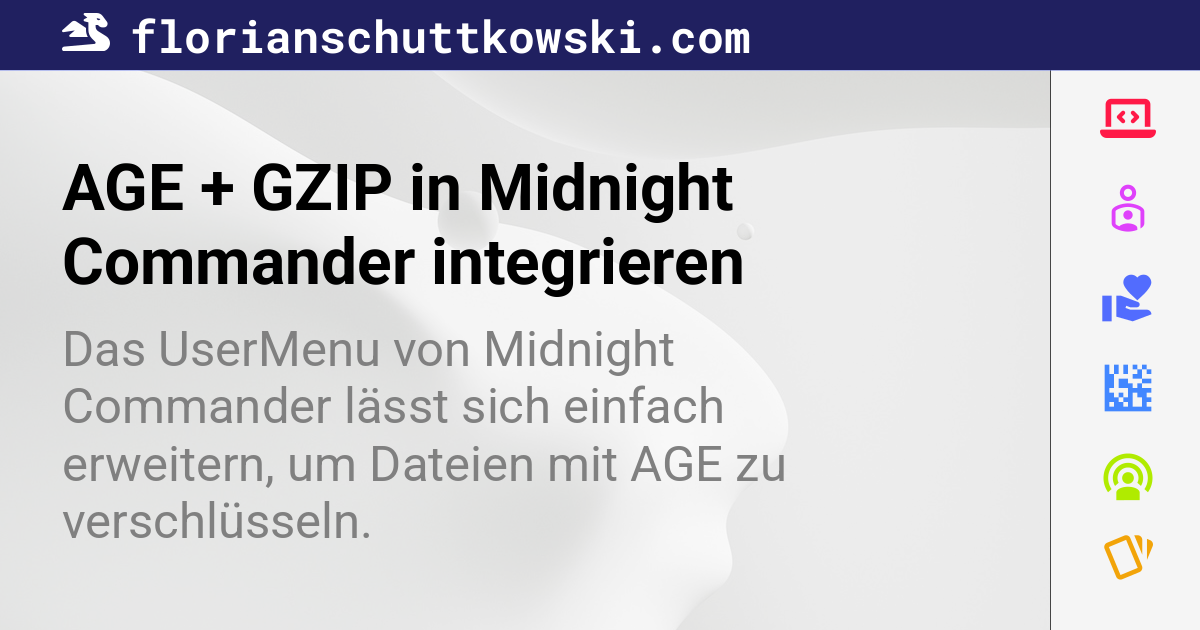 florianschuttkowski.com
AGE + GZIP in Midnight
Commander integrieren
Das UserMenu von Midnight
Commander lässt sich einfach
erweitern, um Dateien mit AGE zu
verschlüsseln.